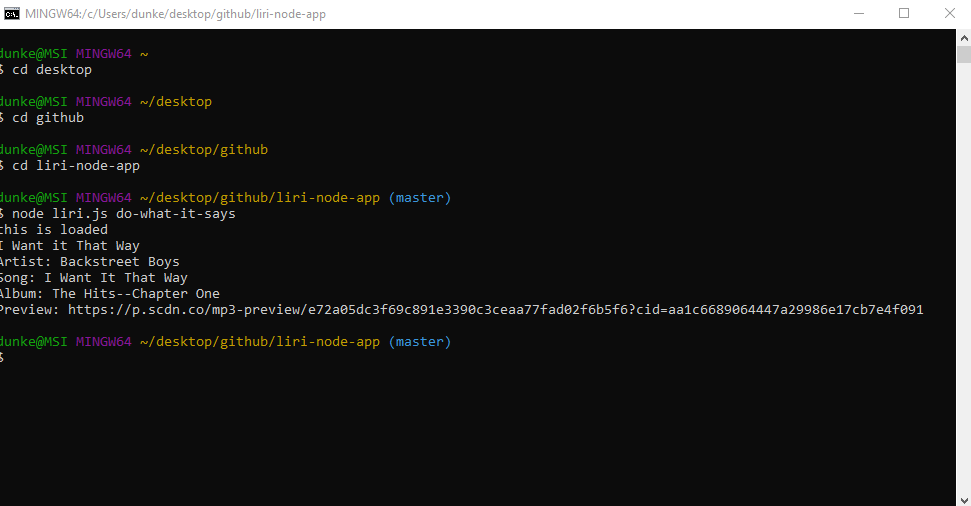 MINGW64:/c/Users/dunke/desktop/github/liri-node-app
dunke@MSI MINGW64 ~
$ cd desktop
dunke@MSI MINGW64 ~/desktop
$ cd github
dunke@MSI MINGW64 ~/desktop/github
$ cd liri-node-app
dunke@MSI MINGW64 ~/desktop/github/liri-node-app (master)
$ node liri.js do-what-it-says
this is loaded
I Want it That Way
Artist: Backstreet Boys
Song: I Want It That Way
Album: The Hits--Chapter One
Preview: https://p.scdn.co/mp3-preview/e72a05dc3f69c891e3390c3ceaa77fad02f6b5f6?cid=aa1c6689064447a29986e17cb7e4f091
dunke@MSI MINGW64 ~/desktop/github/liri-node-app (master)
$